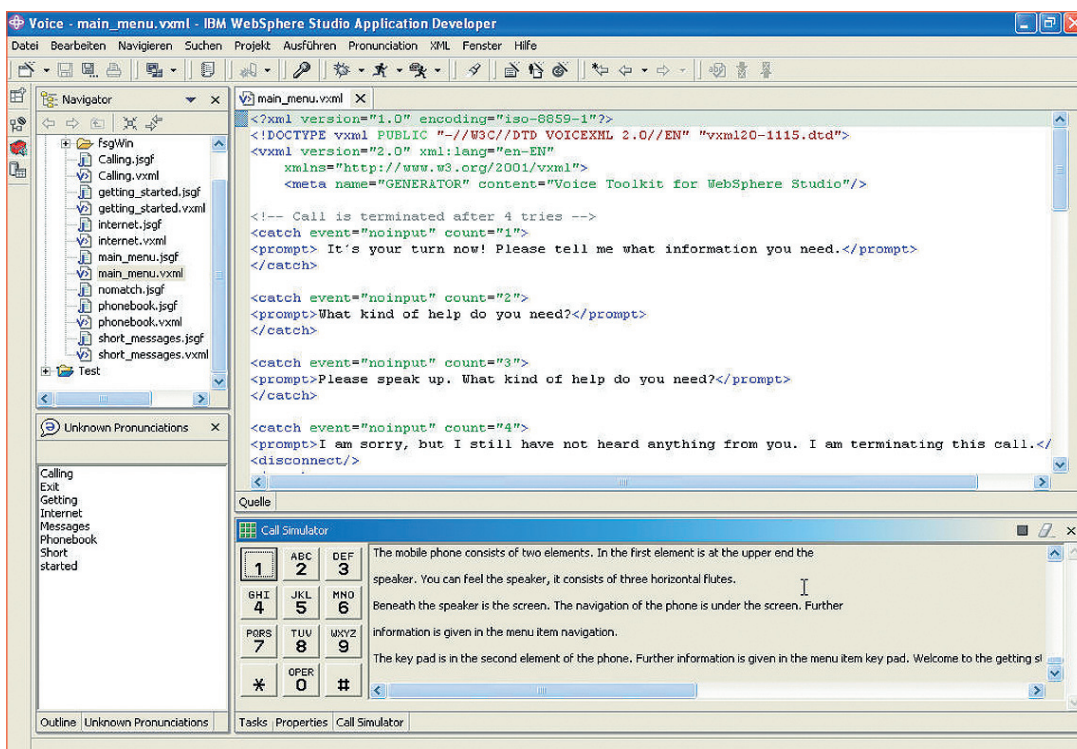 Voice - main_menu.vxml - IBM WebSphere Studio Application Developer
Datei Bearbeiten Navigieren Suchen Projekt Ausführen Pronunciation XML Fenster Hilfe
Navigator
fsgWin
Calling.jsgf
Calling.vxml
getting_started.jsgf
getting_started.vxml
internet.jsgf
internet.vxml
main_menu.jsgf
main_menu.vxml
nomatch.jsgf
phonebook.jsgf
phonebook.vxml
short_messages.jsgf
short_messages.vxml
Test
Unknown Pronunciations
Calling
Exit
Getting
Internet
Messages
Phonebook
Short
started
Outline Unknown Pronunciations
main_menu.vxml
<?xml version="1.0" encoding="iso-8859-1"?>
<!DOCTYPE vxml PUBLIC "-//W3C//DTD VOICEXML 2.0//EN" "vxml20-1115.dtd">
<vxml version="2.0" xml:lang="en-EN"
xmlns="http://www.w3.org/2001/vxml">
<meta name="GENERATOR" content="Voice Toolkit for WebSphere Studio"/>
<!-- Call is terminated after 4 tries -->
<catch event="noinput" count="1">
<prompt> It's your turn now! Please tell me what information you need.</prompt>
</catch>
<catch event="noinput" count="2">
<prompt>What kind of help do you need?</prompt>
</catch>
<catch event="noinput" count="3">
<prompt>Please speak up. What kind of help do you need?</prompt>
</catch>
<catch event="noinput" count="4">
<prompt>I am sorry, but I still have not heard anything from you. I am terminating this call.</
<disconnect/>
Quelle
Call Simulator
1 ABC 2 DEF 3
GHI 4 JKL 5 MNO 6
PQRS 7 TUV 8 WXYZ 9
* OPER 0 #
The mobile phone consists of two elements. In the first element is at the upper end the
speaker. You can feel the speaker, it consists of three horizontal flutes.
Beneath the speaker is the screen. The navigation of the phone is under the screen. Further
information is given in the menu item navigation.
The key pad is in the second element of the phone. Further information is given in the menu item key pad. Welcome to the getting
Tasks Properties Call Simulator